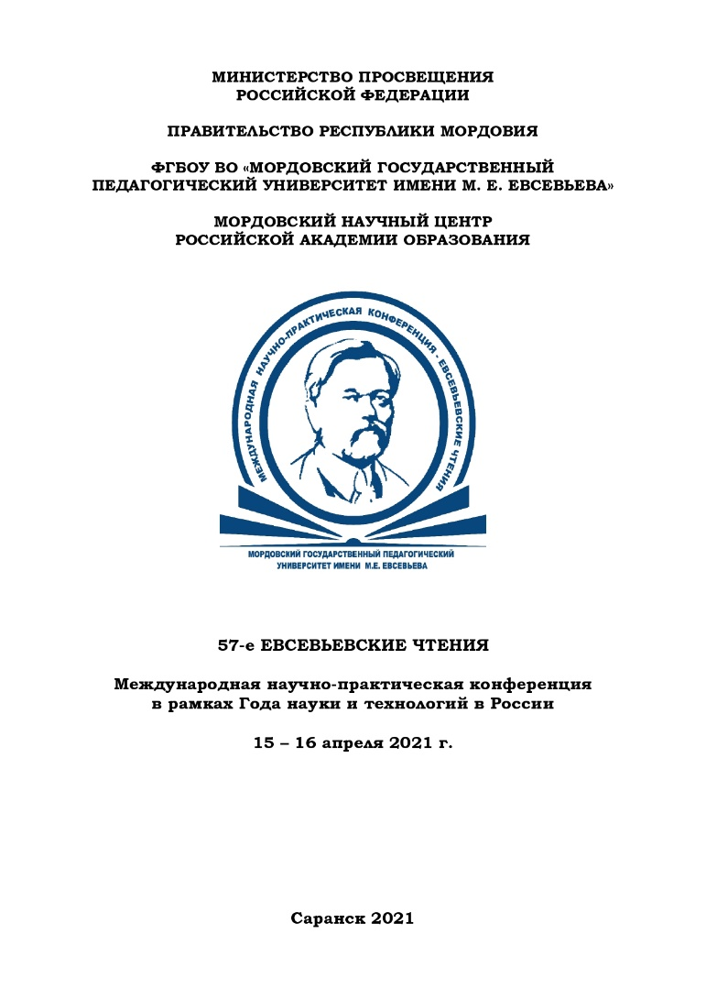 МИНИСТЕРСТВО ПРОСВЕЩЕНИЯ
РОССИЙСКОЙ ФЕДЕРАЦИИ
ПРАВИТЕЛЬСТВО РЕСПУБЛИКИ МОРДОВИЯ
ФГБОУ ВО «МОРДОВСКИЙ ГОСУДАРСТВЕННЫЙ
ПЕДАГОГИЧЕСКИЙ УНИВЕРСИТЕТ ИМЕНИ М. Е. ЕВСЕВЬЕВА»
МОРДОВСКИЙ НАУЧНЫЙ ЦЕНТР
РОССИЙСКОЙ АКАДЕМИИ ОБРАЗОВАНИЯ
МЕЖДУНАРОДНАЯ НАУЧНО-ПРАКТИЧЕСКАЯ КОНФЕРЕНЦИЯ - ЕВСЕВЬЕВСКИЕ ЧТЕНИЯ
МОРДОВСКИЙ ГОСУДАРСТВЕННЫЙ ПЕДАГОГИЧЕСКИЙ
УНИВЕРСИТЕТ ИМЕНИ М.Е. ЕВСЕВЬЕВА
57-е ЕВСЕВЬЕВСКИЕ ЧТЕНИЯ
Международная научно-практическая конференция
в рамках Года науки и технологий в России
15 – 16 апреля 2021 г.
Саранск 2021